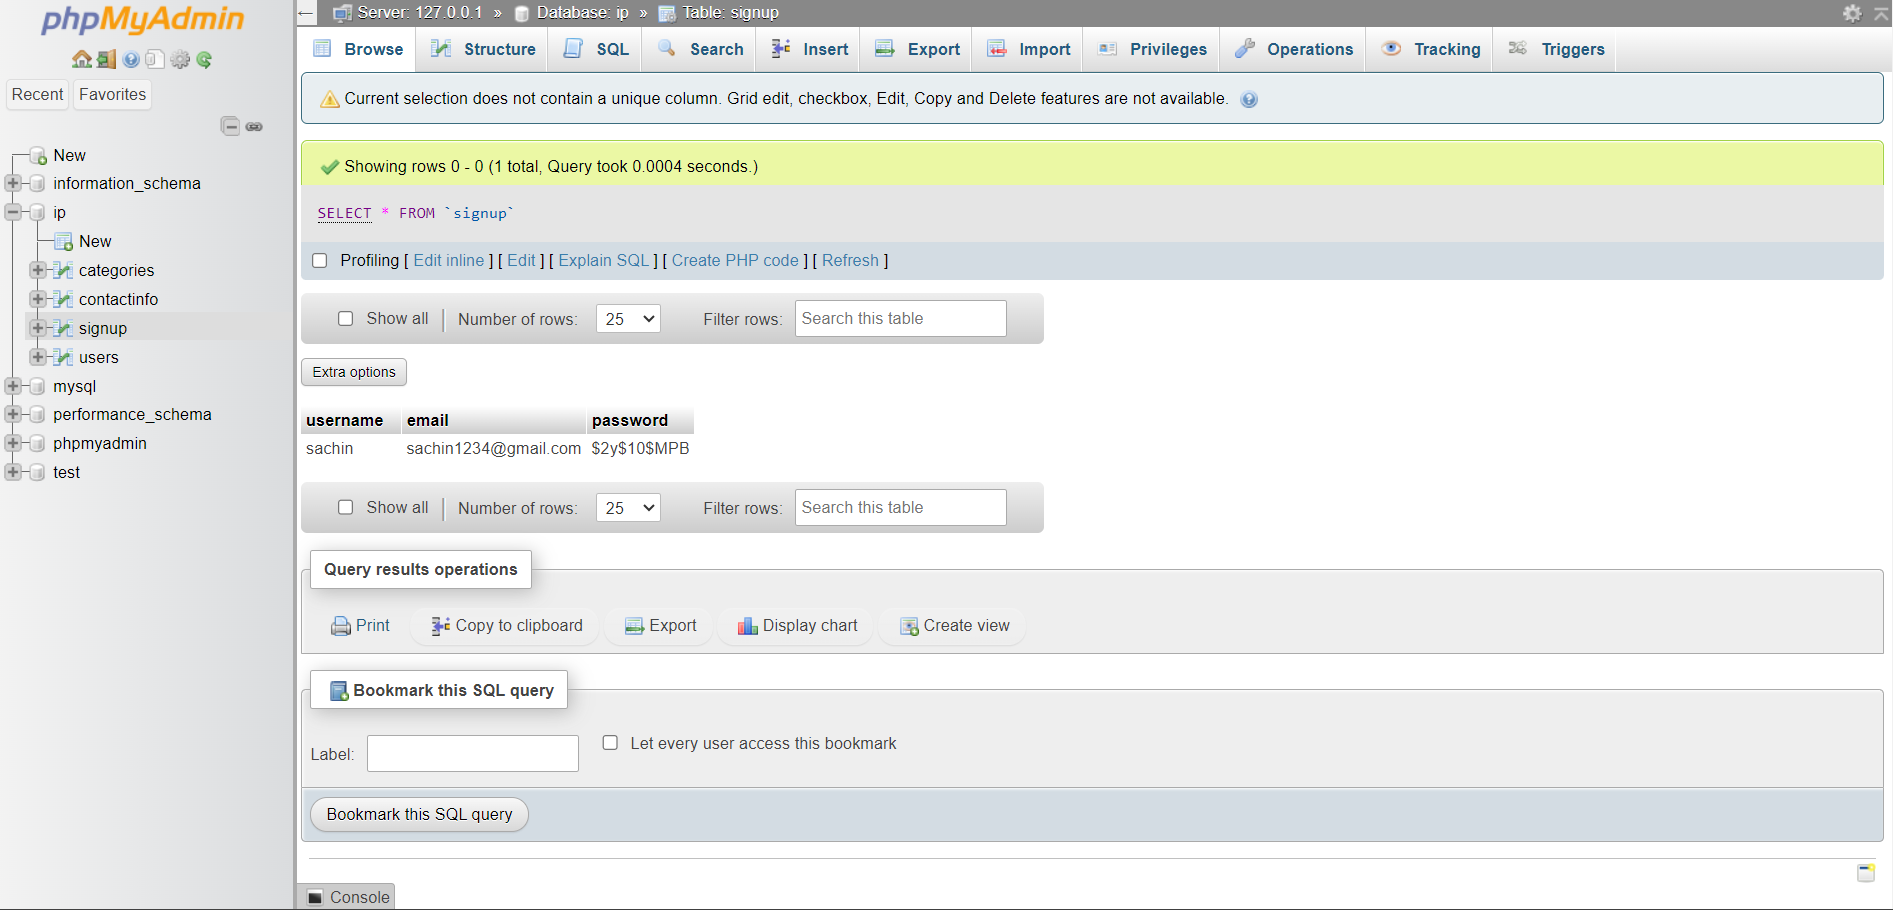 phpMyAdmin
Recent Favorites
New
information_schema
ip
New
categories
contactinfo
signup
users
mysql
performance_schema
phpmyadmin
test
Server: 127.0.0.1 » Database: ip » Table: signup
Browse Structure SQL Search Insert Export Import Privileges Operations Tracking Triggers
Current selection does not contain a unique column. Grid edit, checkbox, Edit, Copy and Delete features are not available.
Showing rows 0 - 0 (1 total, Query took 0.0004 seconds.)
SELECT * FROM `signup`
Profiling [ Edit inline ] [ Edit ] [ Explain SQL ] [ Create PHP code ] [ Refresh ]
Show all Number of rows: 25 Filter rows: Search this table
Extra options
username email password
sachin sachin1234@gmail.com $2y$10$MPB
Show all Number of rows: 25 Filter rows: Search this table
Query results operations
Print Copy to clipboard Export Display chart Create view
Bookmark this SQL query
Label: Let every user access this bookmark
Bookmark this SQL query
Console